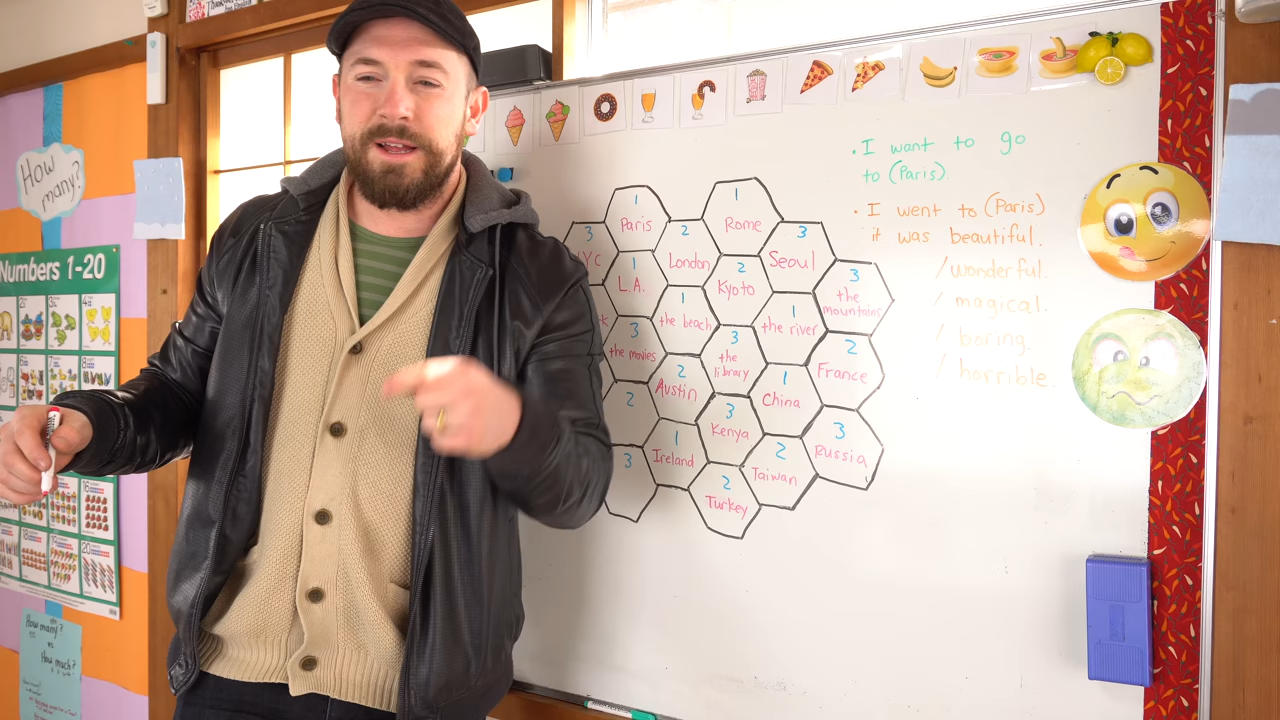 How
many?
Numbers 1-20
How many?
vs
How much?
1
Paris
1
Rome
3
YC
2
London
3
Seoul
1
L.A.
2
Kyoto
3
the
mountains
1
the beach
1
the river
3
the movies
3
the
library
2
France
2
Austin
1
China
2
3
Kenya
3
Russia
1
Ireland
2
Taiwan
3
2
Turkey
• I want to go
to (Paris).
• I went to (Paris)
it was beautiful.
/ wonderful.
/ magical.
/ boring.
/ horrible.